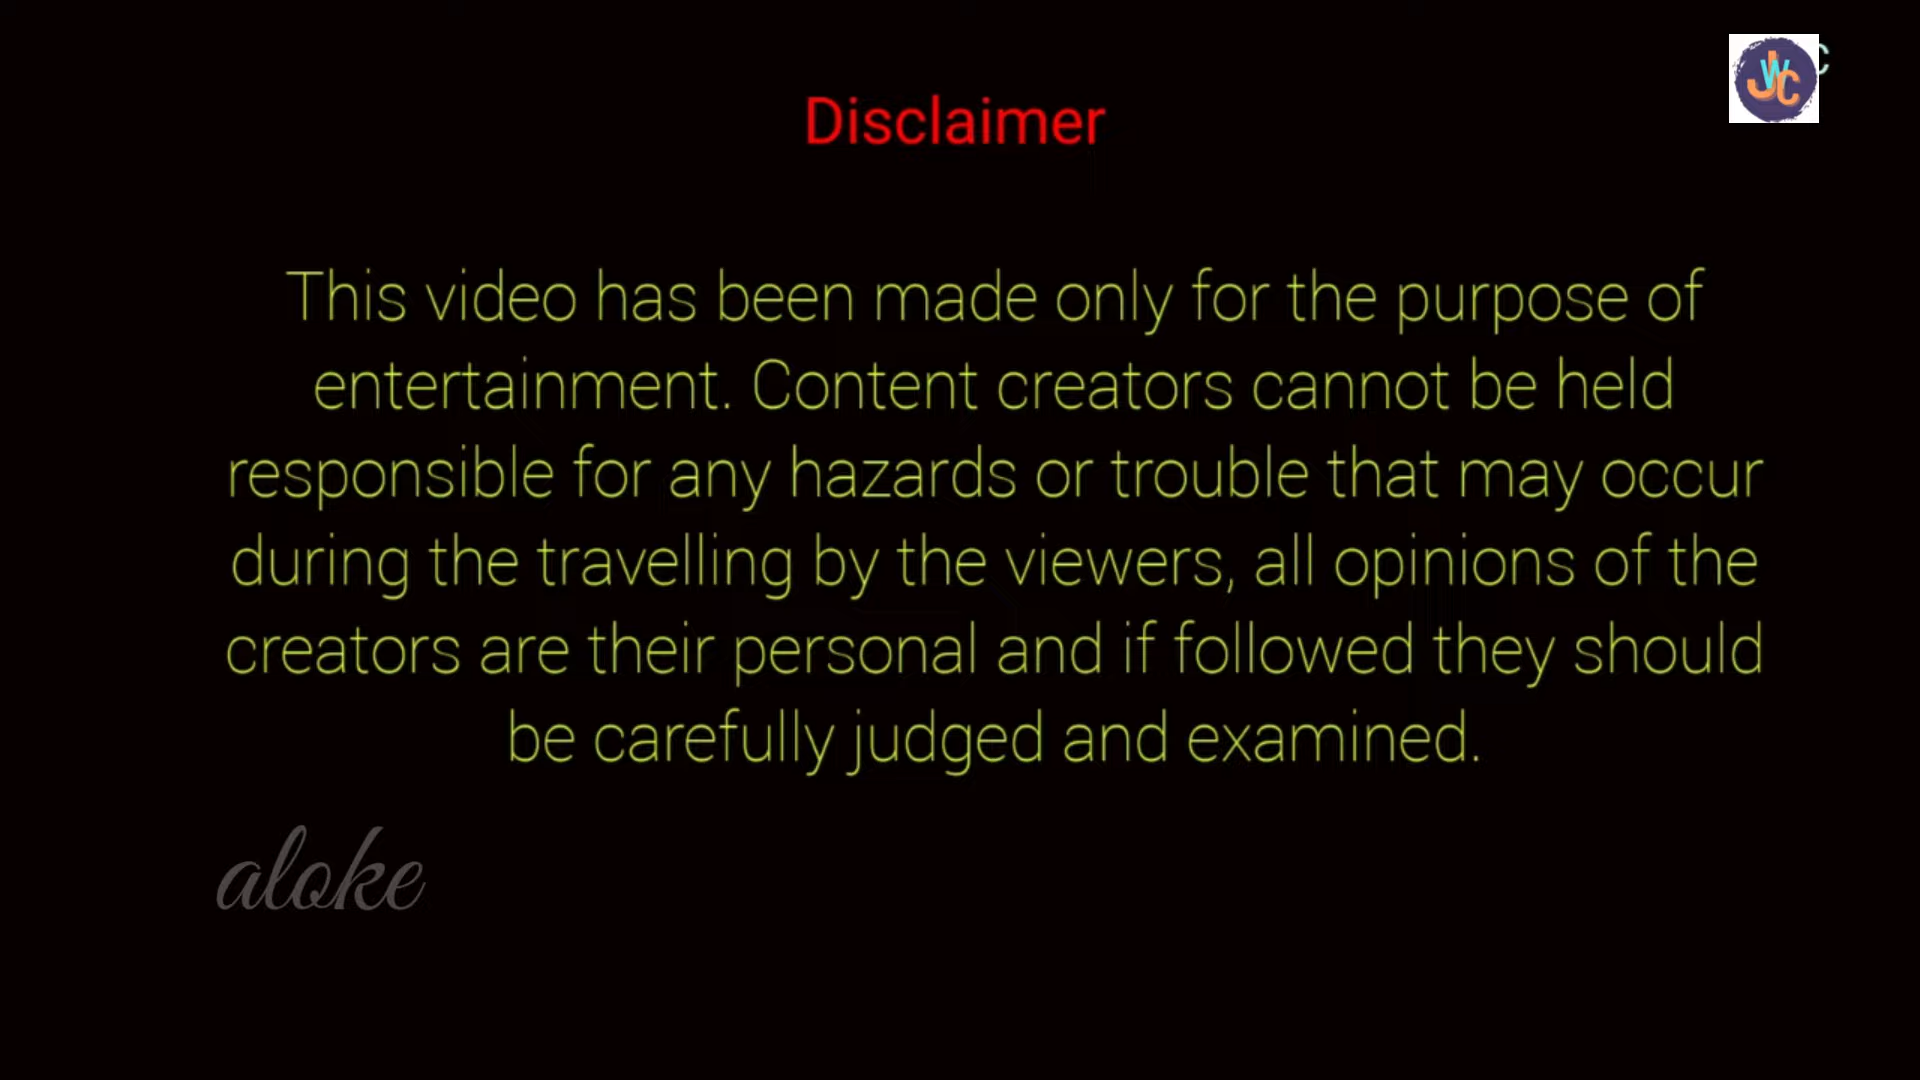 JWC
C
Disclaimer
This video has been made only for the purpose of
entertainment. Content creators cannot be held
responsible for any hazards or trouble that may occur
during the travelling by the viewers, all opinions of the
creators are their personal and if followed they should
be carefully judged and examined.
aloke